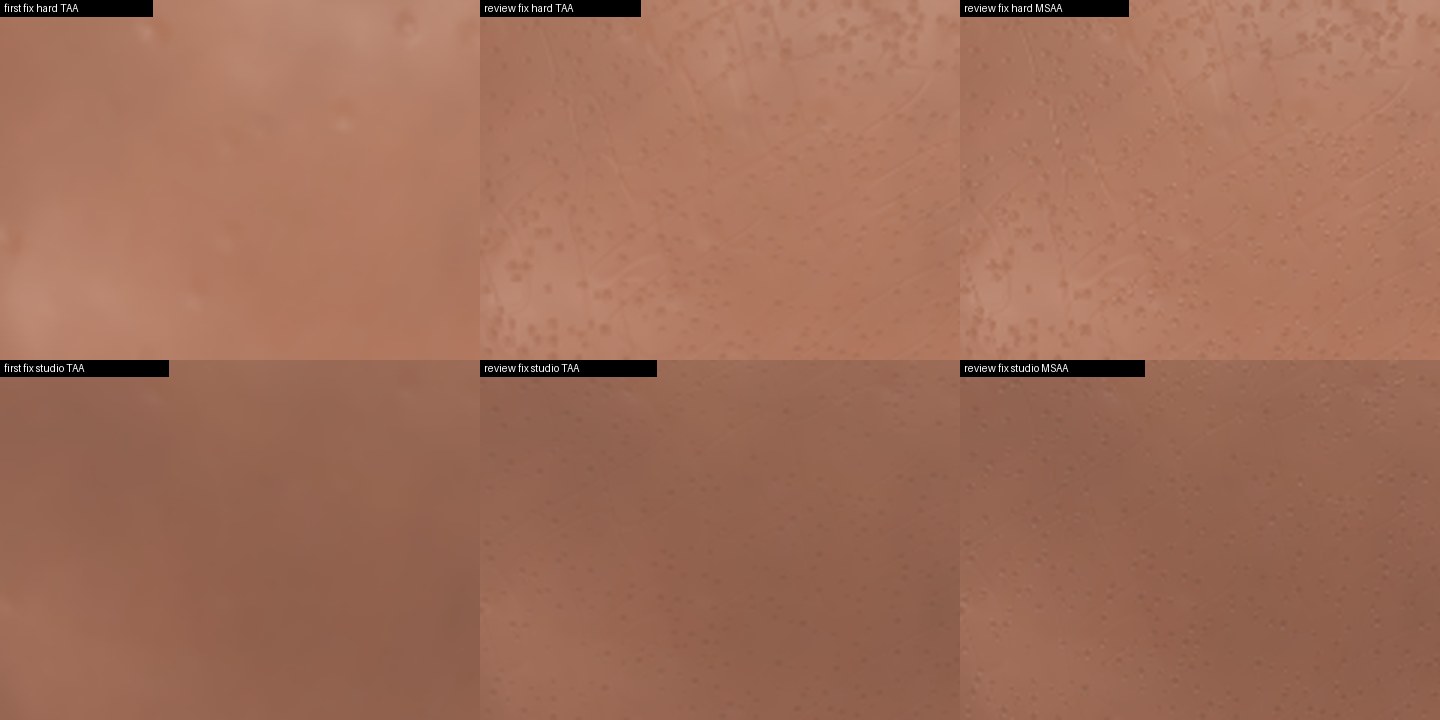 first fix hard TAA
review fix hard TAA
review fix hard MSAA
first fix studio TAA
review fix studio TAA
review fix studio MSAA